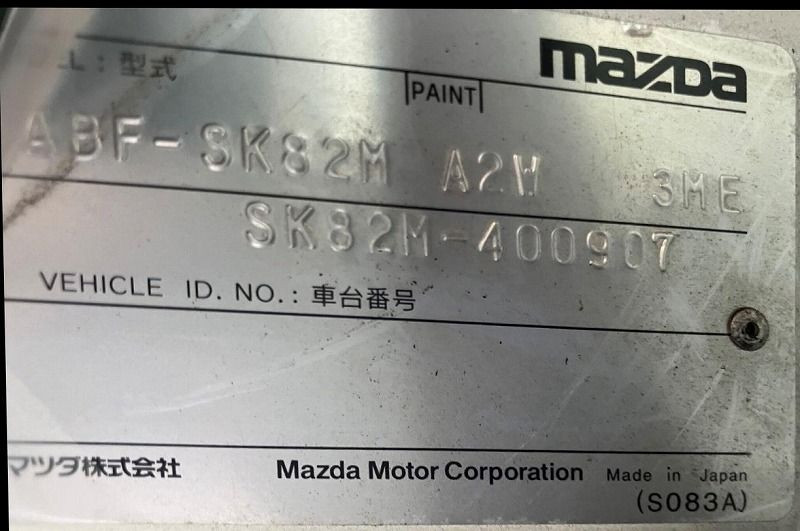 mazda
L：型式
PAINT
ABF-SK82M A2W 3ME
SK82M-400907
VEHICLE ID. NO.：車台番号
マツダ株式会社 Mazda Motor Corporation Made in Japan
(S083A)